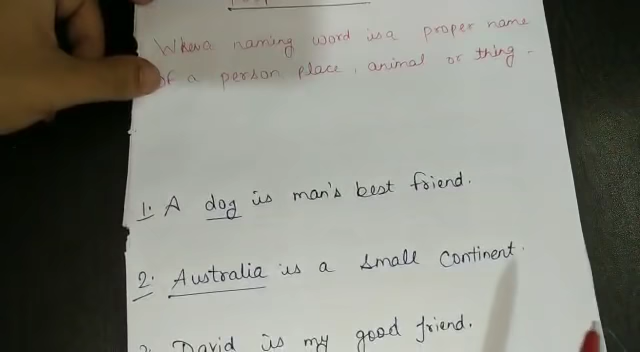 When a naming word is a proper name
of a person place, animal or thing.
1. A dog is man's best friend.
2. Australia is a small continent.
3. David is my good friend.